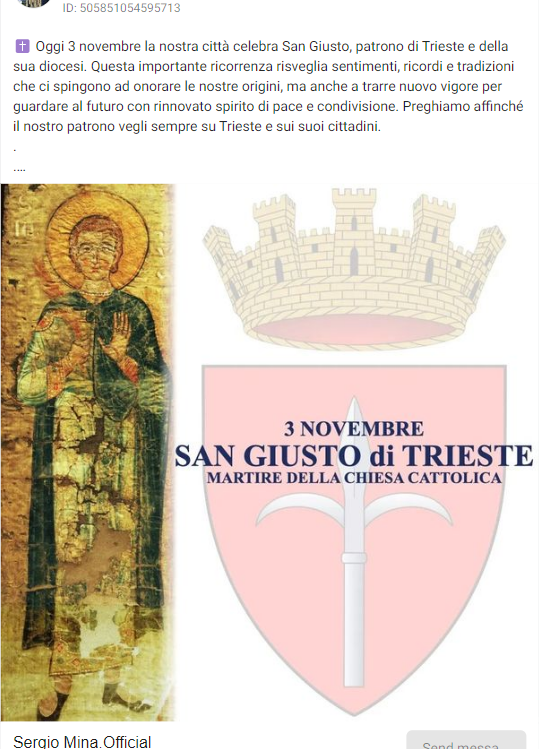 ID: 505851054595713
✝️ Oggi 3 novembre la nostra città celebra San Giusto, patrono di Trieste e della
sua diocesi. Questa importante ricorrenza risveglia sentimenti, ricordi e tradizioni
che ci spingono ad onorare le nostre origini, ma anche a trarre nuovo vigore per
guardare al futuro con rinnovato spirito di pace e condivisione. Preghiamo affinché
il nostro patrono vegli sempre su Trieste e sui suoi cittadini.
.
....
3 NOVEMBRE
SAN GIUSTO di TRIESTE
MARTIRE DELLA CHIESA CATTOLICA
Sergio Mina.Official
Send messa...